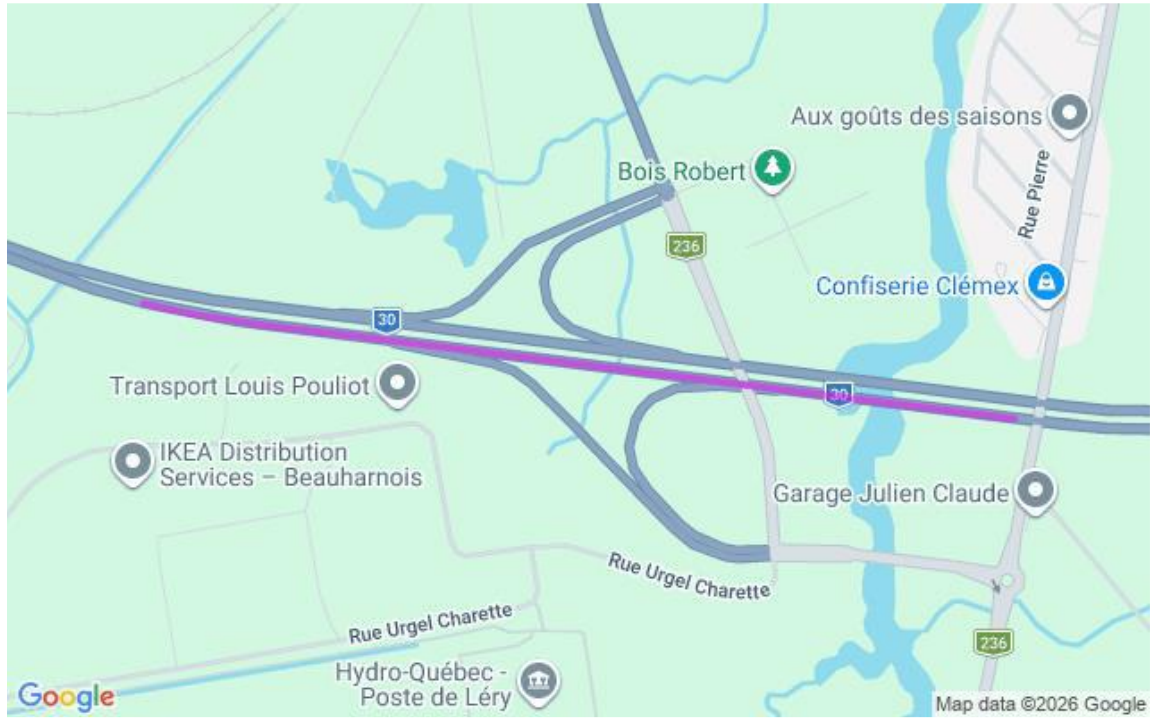 Aux goûts des saisons
Bois Robert
Rue Pierre
236
Confiserie Clémex
30
Transport Louis Pouliot
30
IKEA Distribution
Services – Beauharnois
Garage Julien Claude
Rue Urgel Charette
Rue Urgel Charette
236
Hydro-Québec -
Poste de Léry
Google
Map data ©2026 Google